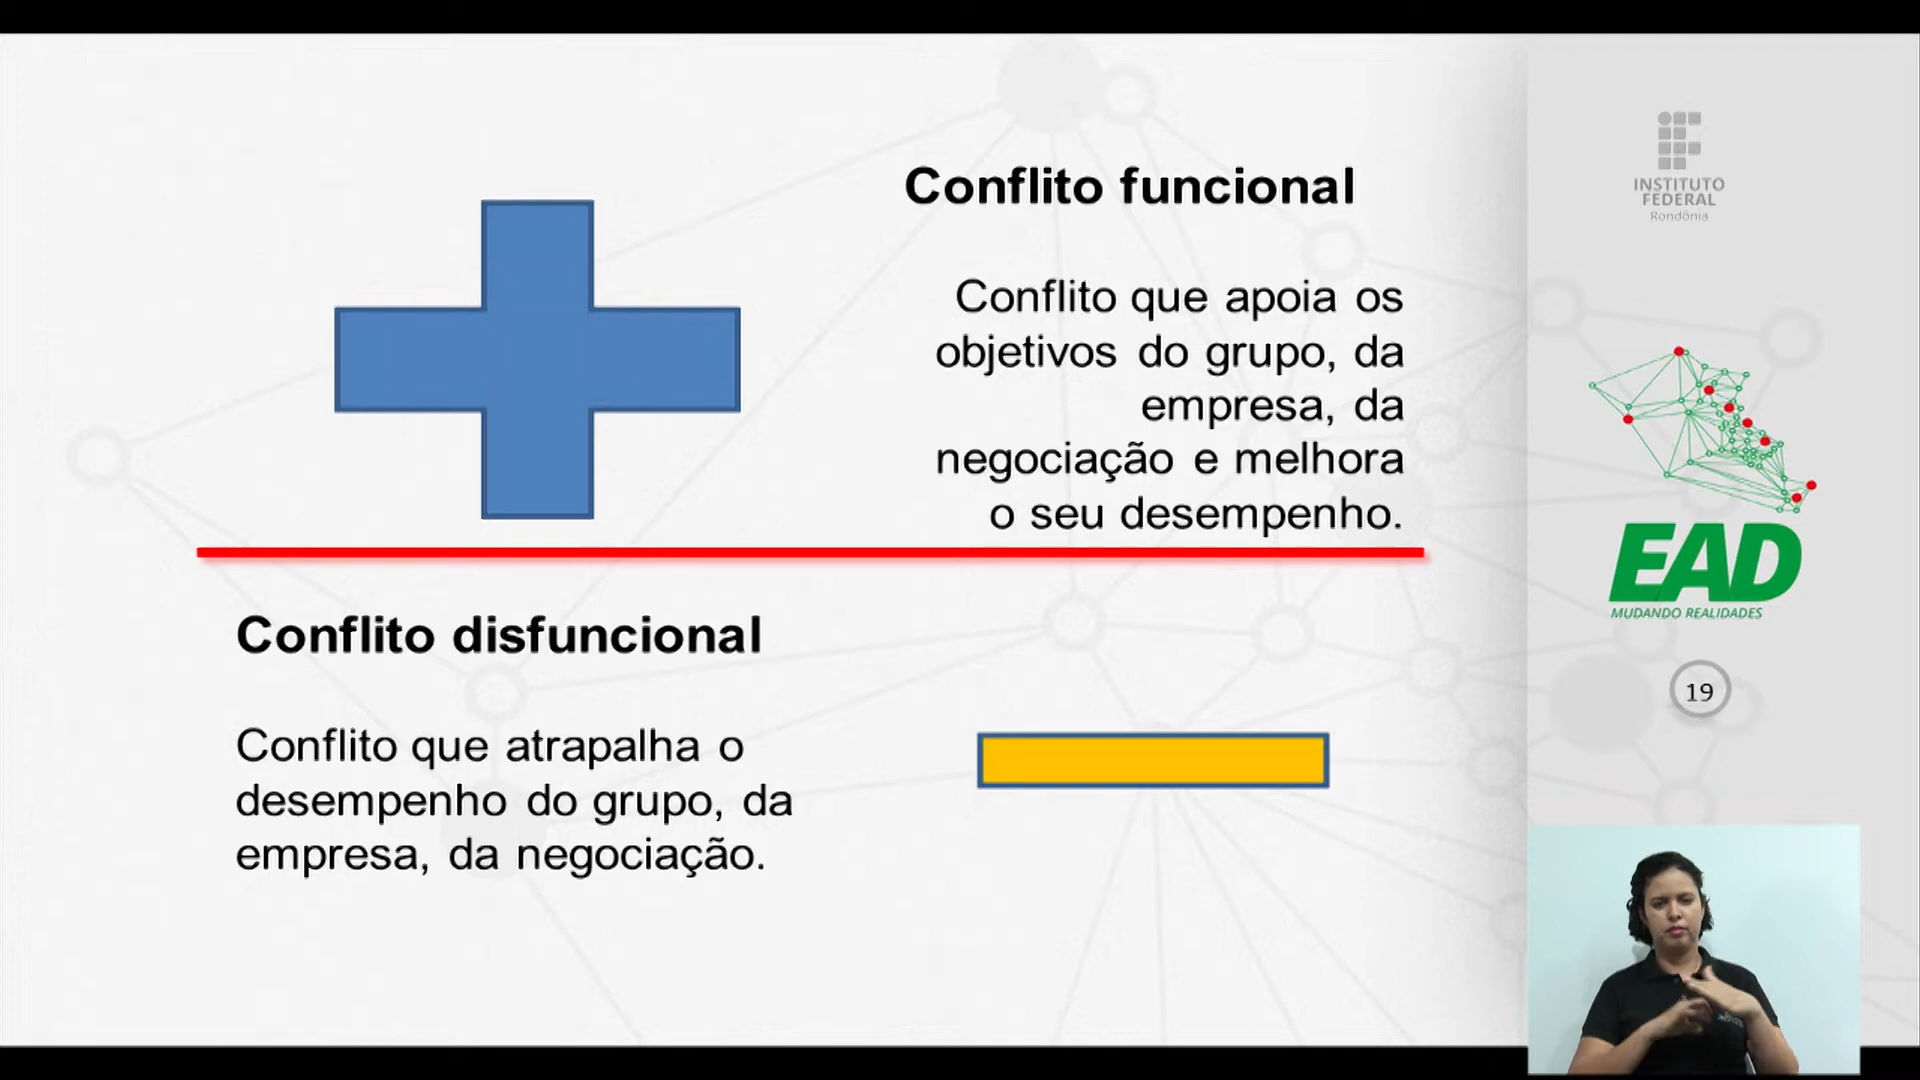 Conflito funcional
Conflito que apoia os
objetivos do grupo, da
empresa, da
negociação e melhora
o seu desempenho.
Conflito disfuncional
Conflito que atrapalha o
desempenho do grupo, da
empresa, da negociação.
INSTITUTO
FEDERAL
Rondônia
EAD
MUDANDO REALIDADES
19